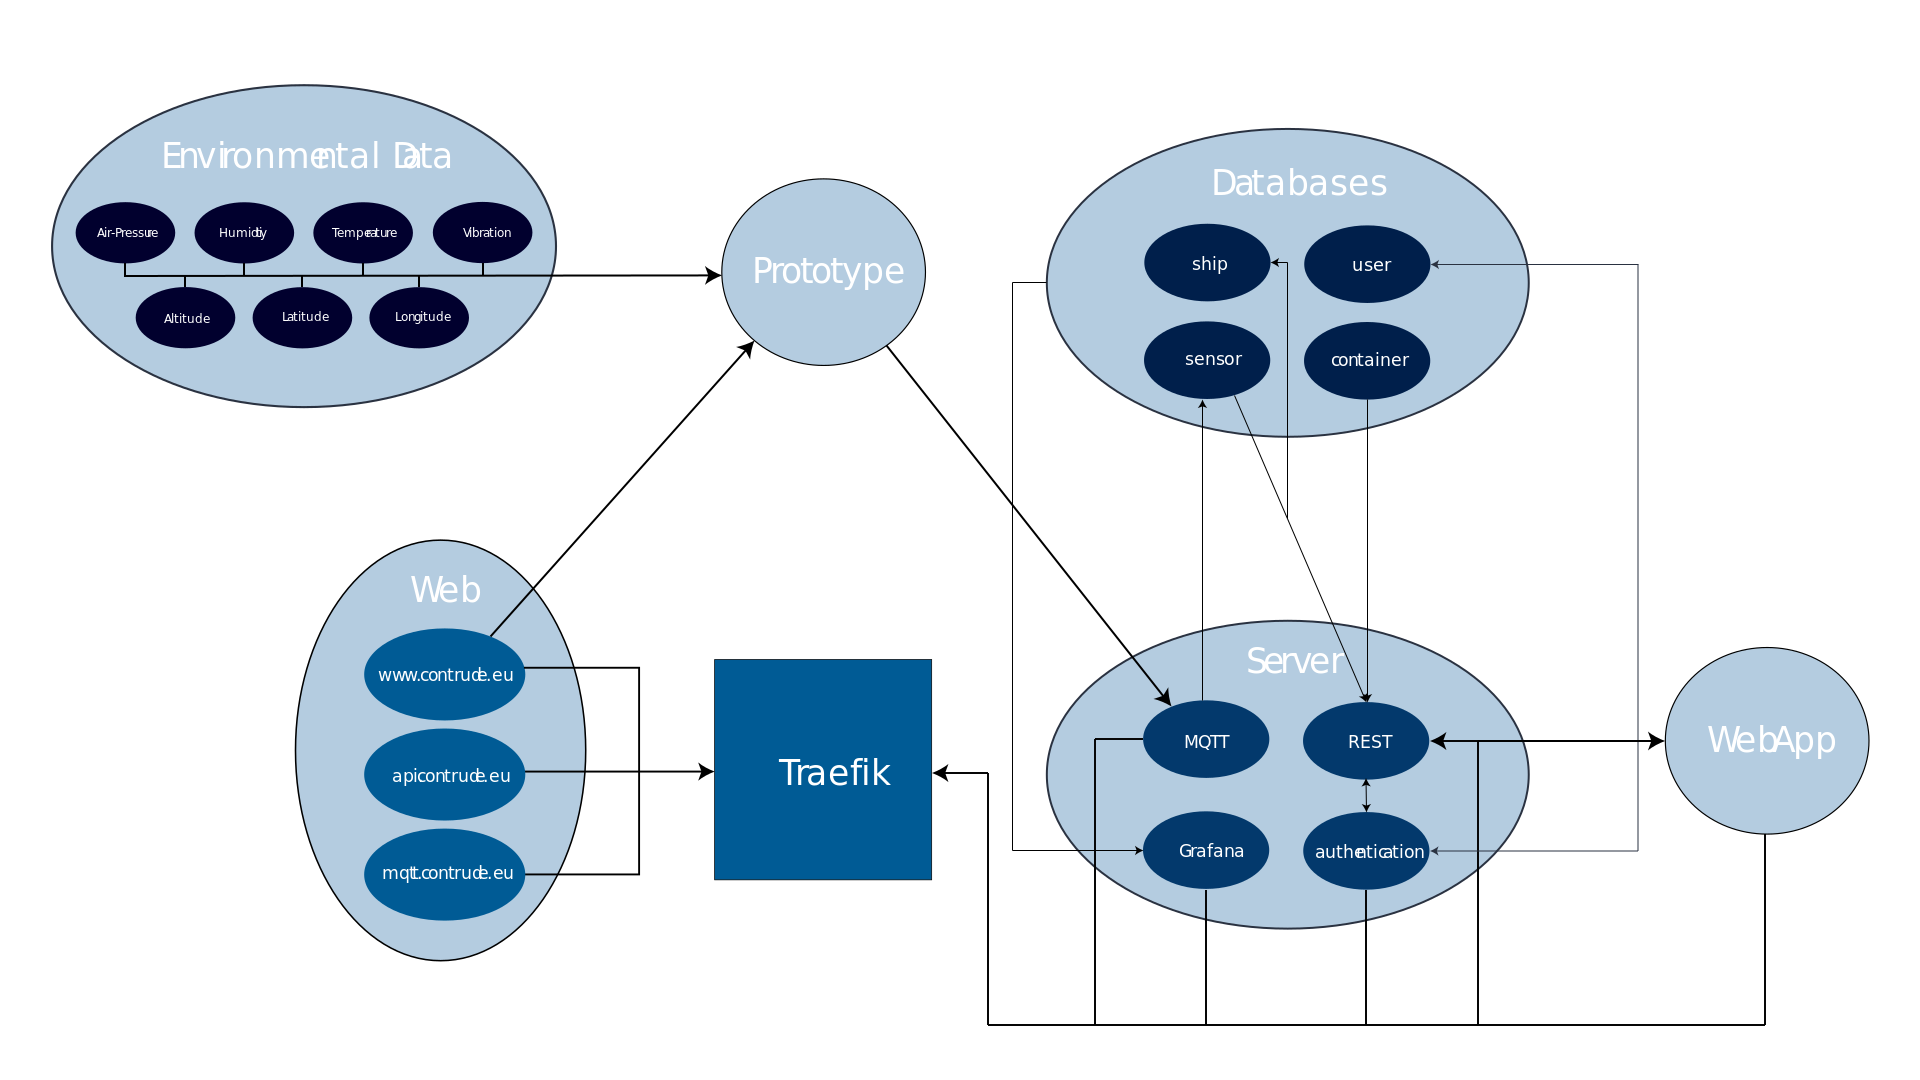 Environmental Data
Air-Pressure
Humidity
Temperature
Vibration
Altitude
Latitude
Longitude
Prototype
Databases
ship
user
sensor
container
Web
www.contrude.eu
apicontrude.eu
mqtt.contrude.eu
Traefik
Server
MQTT
REST
Grafana
authentication
WebApp